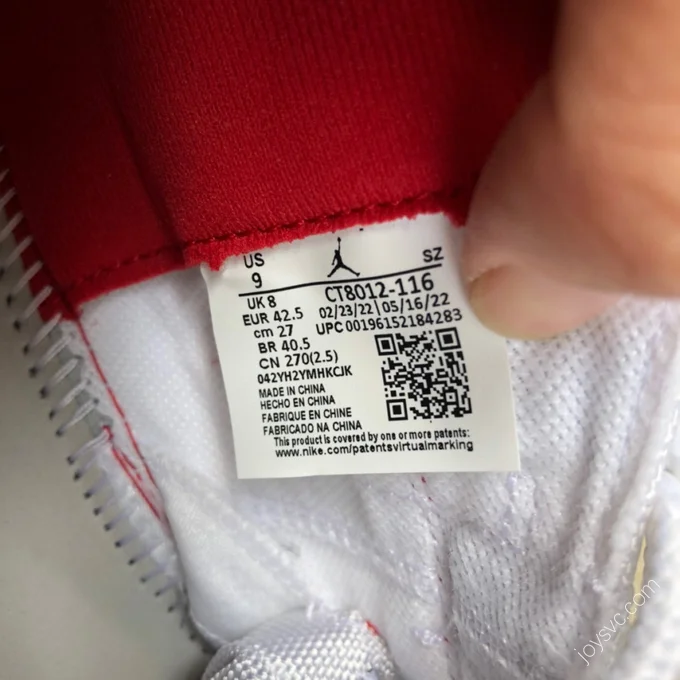 US SZ
9
UK 8 CT8012-116
EUR 42.5 02/23/22 | 05/16/22
cm 27 UPC 00196152184283
BR 40.5
CN 270(2.5)
042YH2YMHKCJK
MADE IN CHINA
HECHO EN CHINA
FABRIQUE EN CHINE
FABRICADO NA CHINA
This product is covered by one or more patents:
www.nike.com/patentsvirtualmarking
joysvc.com